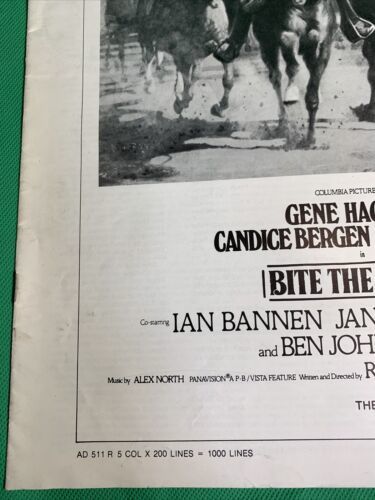 COLUMBIA PICTURE
GENE HAC
CANDICE BERGEN
in
BITE THE
Co-starring IAN BANNEN JAN
and BEN JOH
Music by ALEX NORTH PANAVISION® A P-B/VISTA FEATURE Written and Directed by R
THE
AD 511 R 5 COL X 200 LINES = 1000 LINES